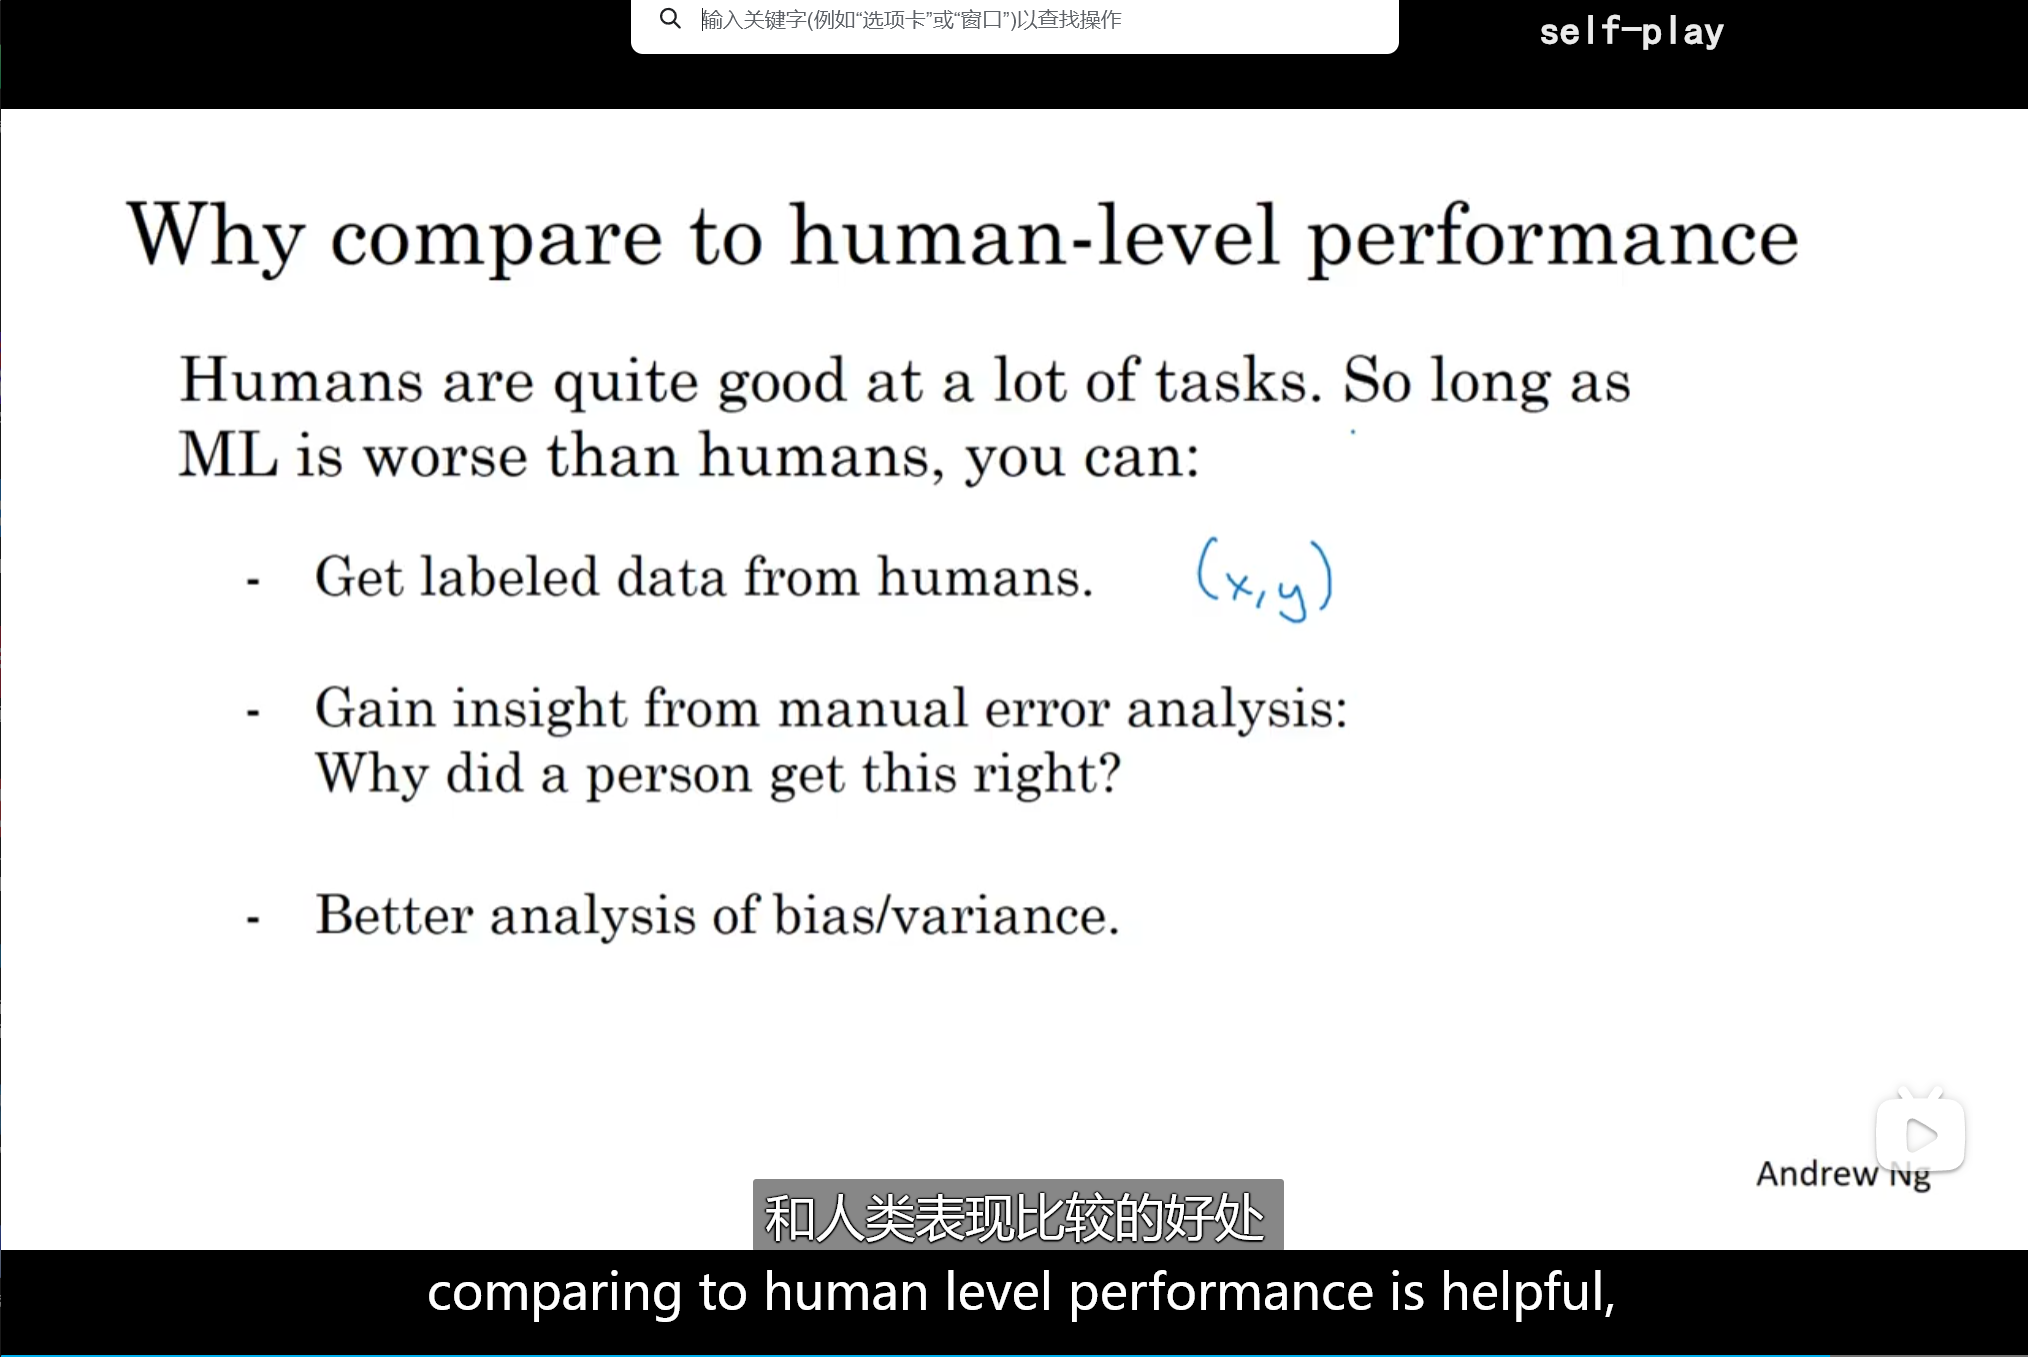 输入关键字(例如“选项卡”或“窗口”)以查找操作
self-play
Why compare to human-level performance
Humans are quite good at a lot of tasks. So long as
ML is worse than humans, you can:
- Get labeled data from humans. (x,y)
- Gain insight from manual error analysis:
Why did a person get this right?
- Better analysis of bias/variance.
Andrew Ng
和人类表现比较的好处
comparing to human level performance is helpful,